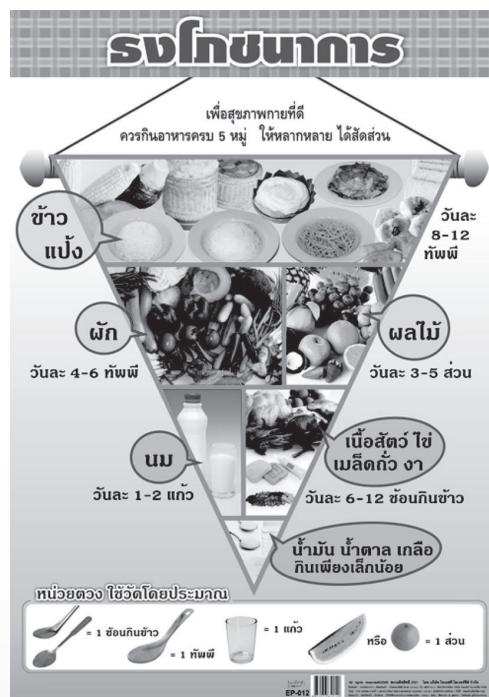 ธงโภชนาการ
เพื่อสุขภาพกายที่ดี
ควรกินอาหารครบ 5 หมู่ ให้หลากหลาย ได้สัดส่วน
ข้าว
แป้ง
วันละ
8-12
ทัพพี
ผัก
วันละ 4-6 ทัพพี
ผลไม้
วันละ 3-5 ส่วน
นม
วันละ 1-2 แก้ว
เนื้อสัตว์ ไข่
เมล็ดถั่ว งา
วันละ 6-12 ช้อนกินข้าว
น้ำมัน น้ำตาล เกลือ
กินเพียงเล็กน้อย
หน่วยตวง ใช้วัดโดยประมาณ
= 1 ช้อนกินข้าว
= 1 ทัพพี
= 1 แก้ว
หรือ
= 1 ส่วน
EP-012